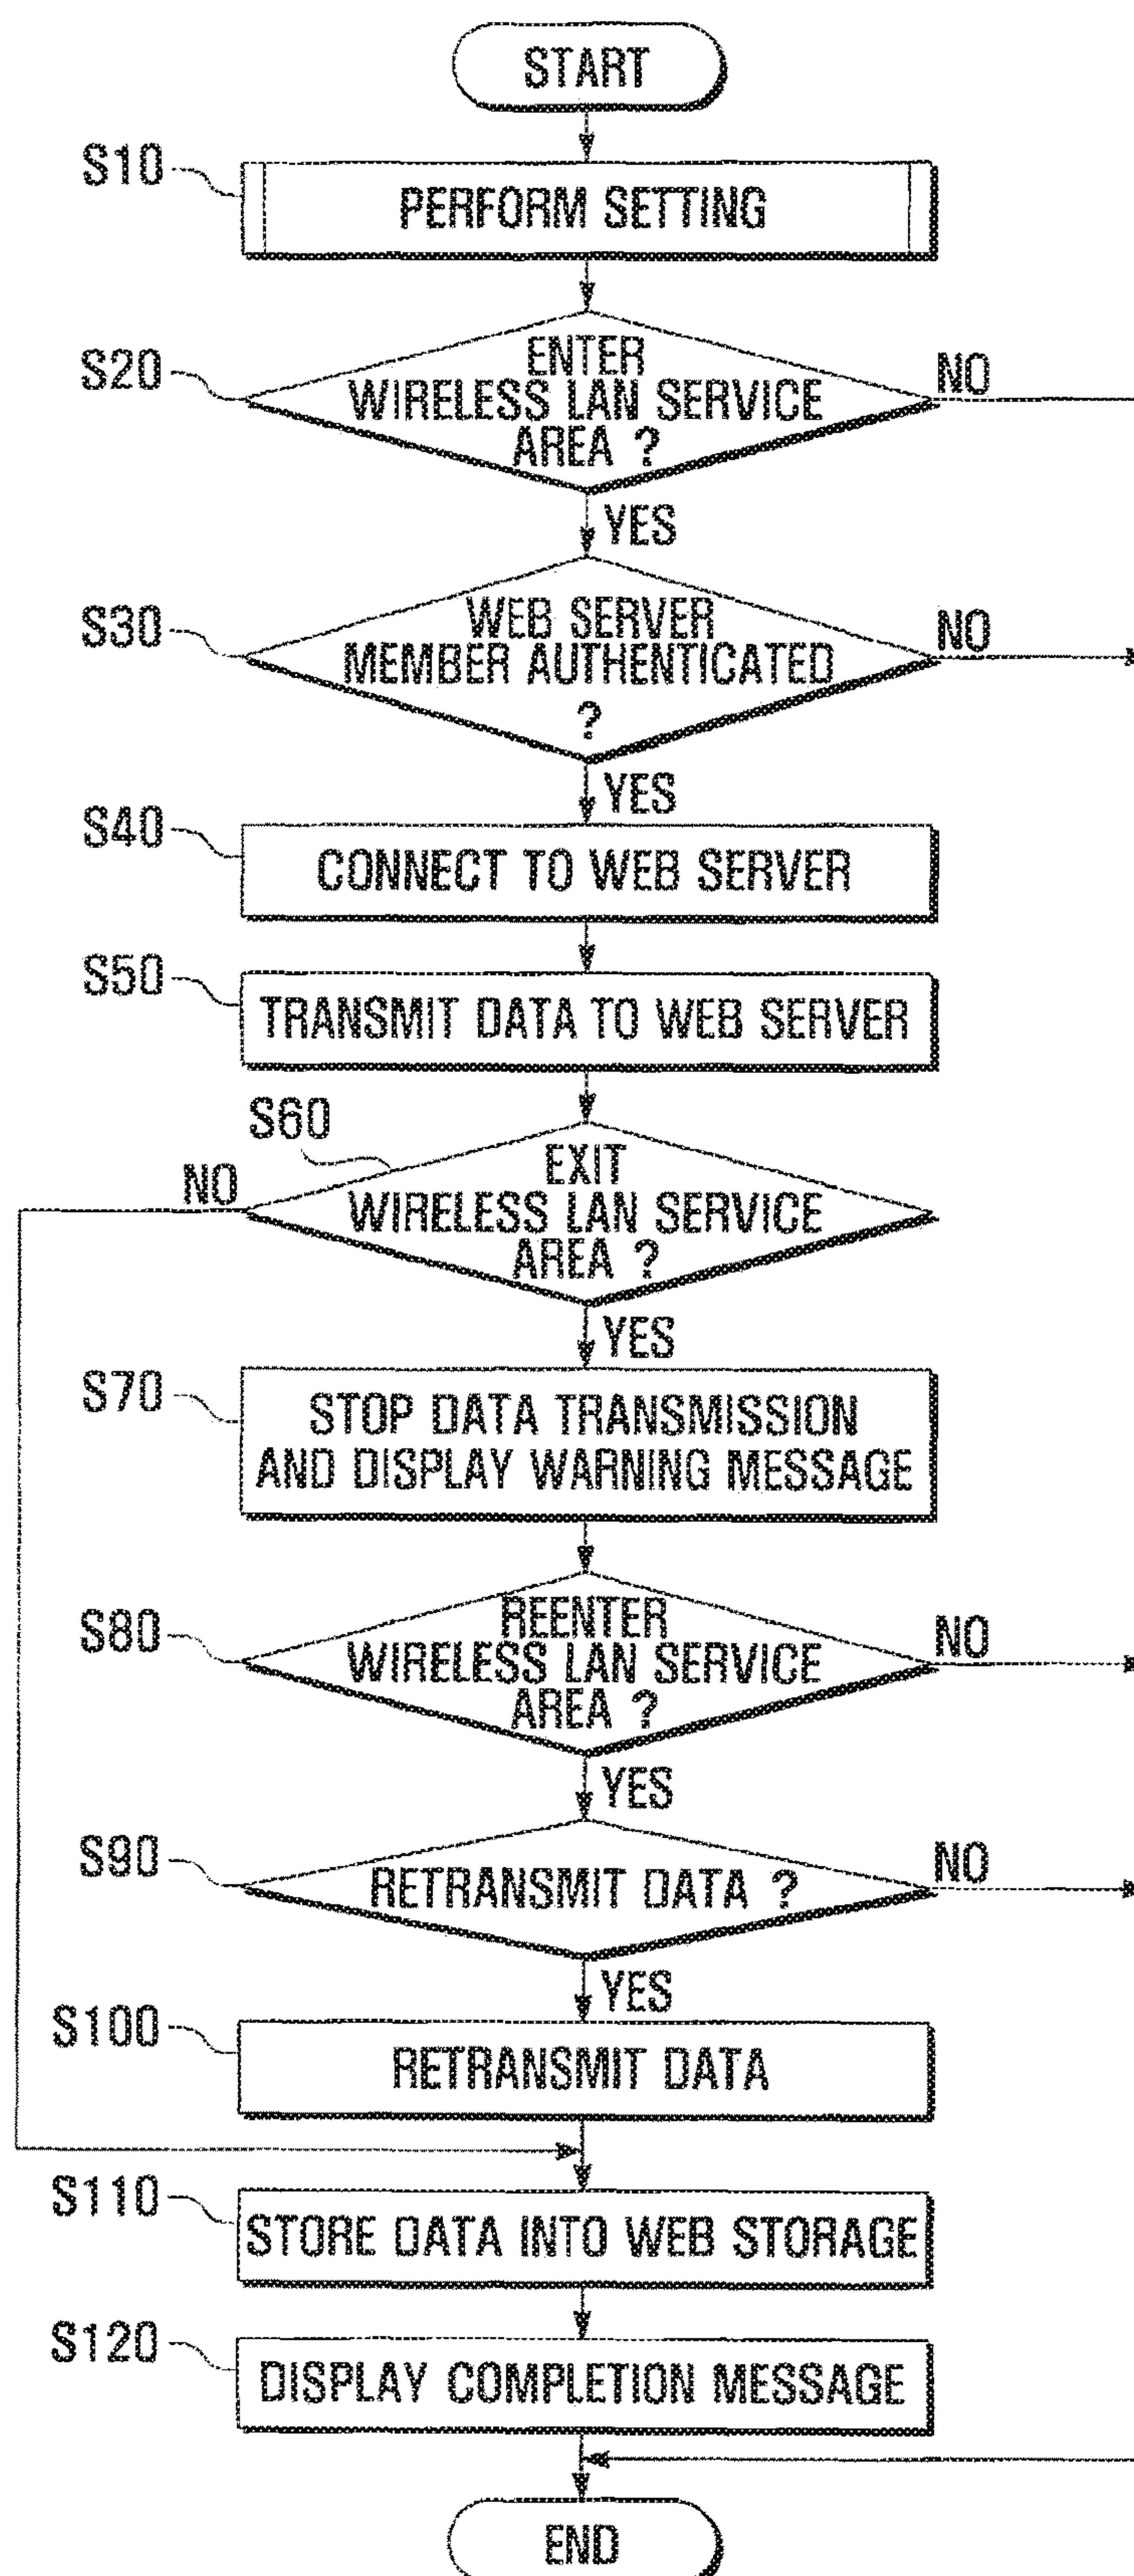 START
S10
PERFORM SETTING
S20
ENTER
WIRELESS LAN SERVICE
AREA ?
NO
YES
S30
WEB SERVER
MEMBER AUTHENTICATED
?
NO
YES
S40
CONNECT TO WEB SERVER
S50
TRANSMIT DATA TO WEB SERVER
S60
EXIT
WIRELESS LAN SERVICE
AREA ?
NO
YES
S70
STOP DATA TRANSMISSION
AND DISPLAY WARNING MESSAGE
S80
REENTER
WIRELESS LAN SERVICE
AREA ?
NO
YES
S90
RETRANSMIT DATA ?
NO
YES
S100
RETRANSMIT DATA
S110
STORE DATA INTO WEB STORAGE
S120
DISPLAY COMPLETION MESSAGE
END